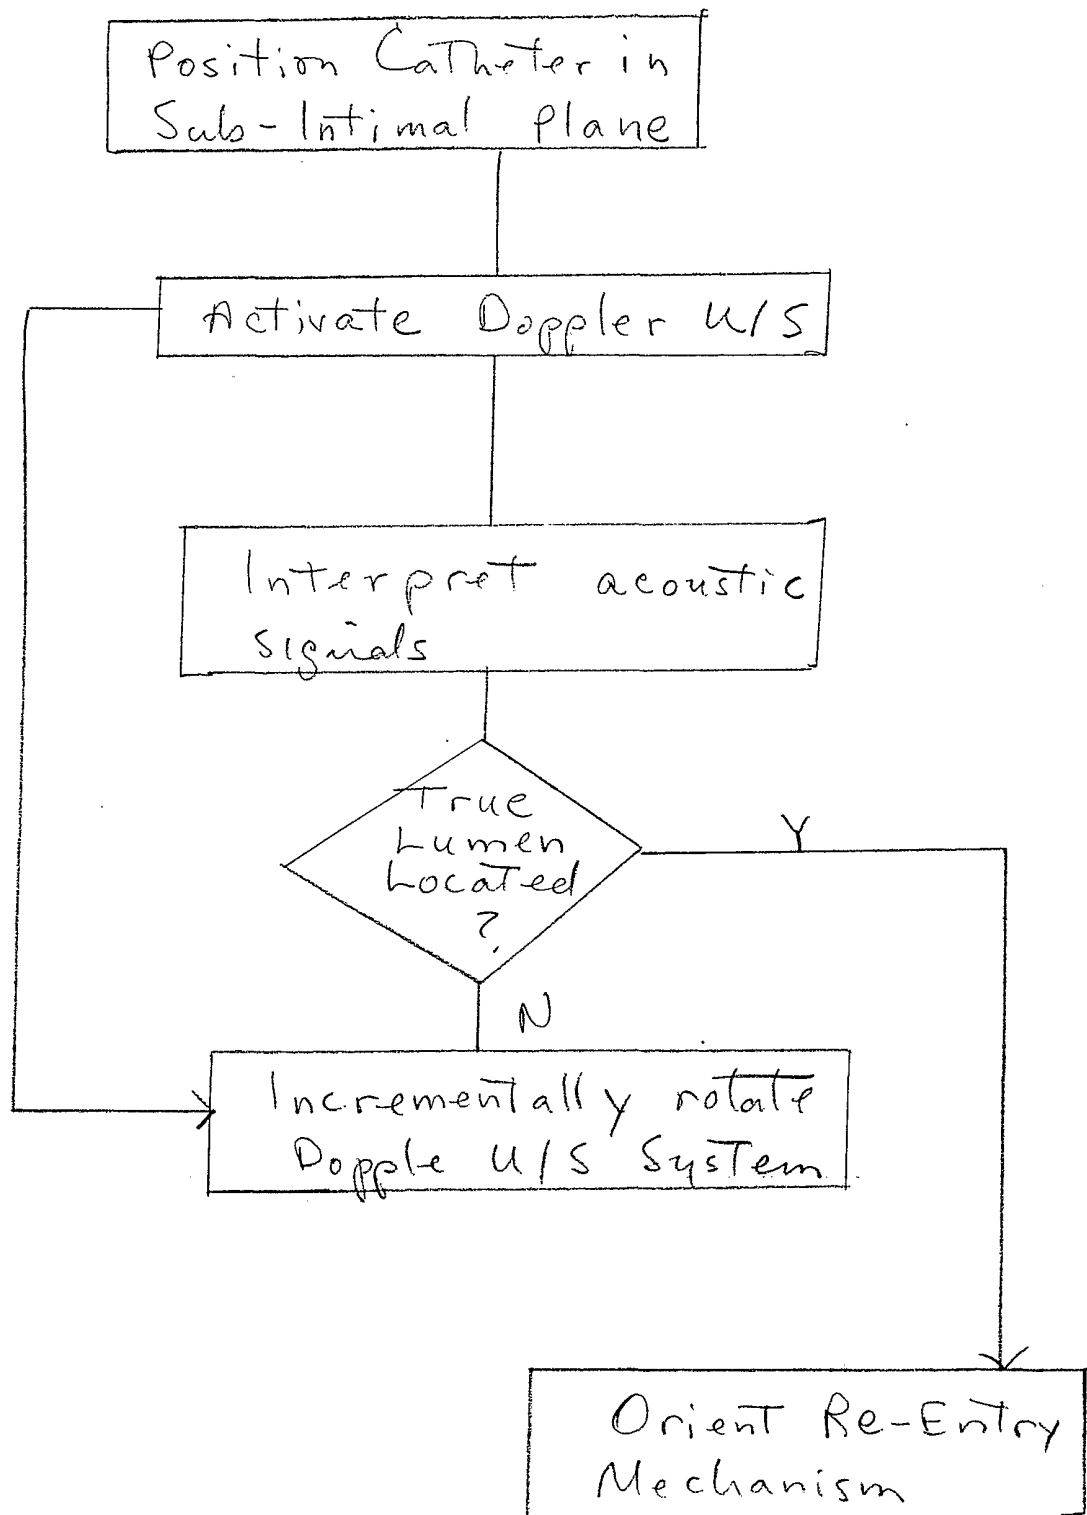 Position Catheter in
Sub-Intimal Plane
Activate Doppler U/S
Interpret acoustic
signals
True
Lumen
Located
?
Y
N
Incrementally rotate
Dopple U/S System
Orient Re-Entry
Mechanism